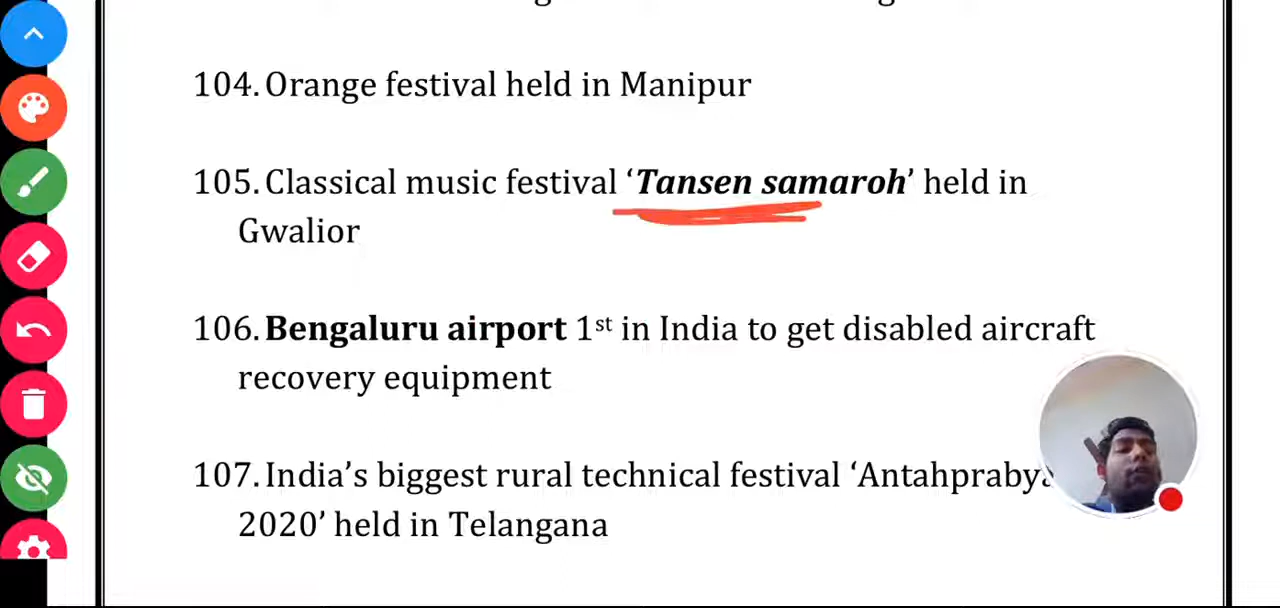 104. Orange festival held in Manipur
105. Classical music festival ‘Tansen samaroh’ held in
Gwalior
106. Bengaluru airport 1st in India to get disabled aircraft
recovery equipment
107. India’s biggest rural technical festival
2020’ held in Telangana